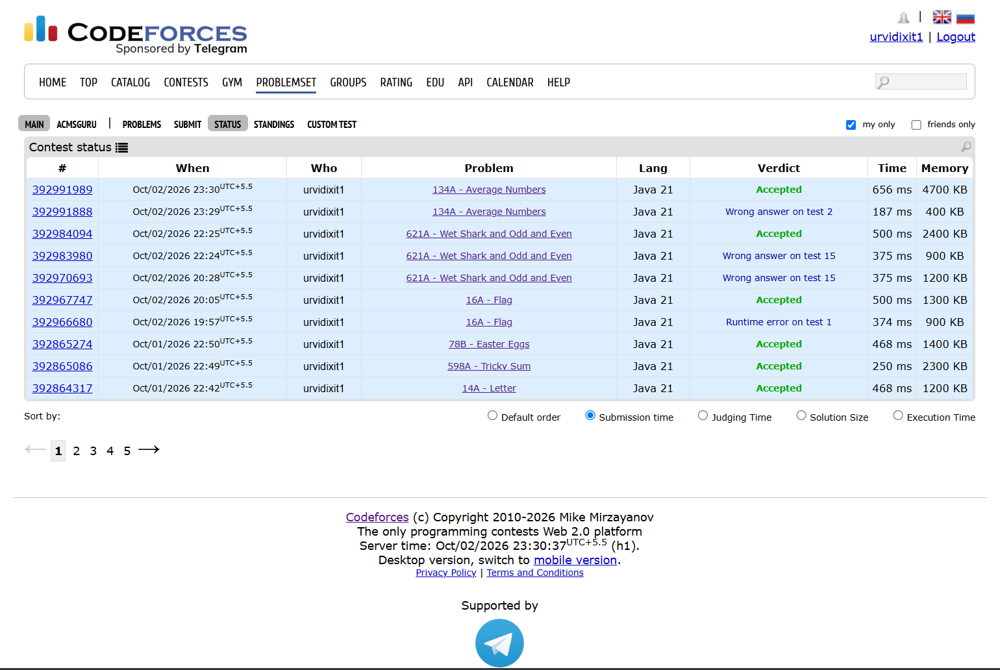 CODEFORCES
Sponsored by Telegram
|
urvidixit1 | Logout
HOME TOP CATALOG CONTESTS GYM PROBLEMSET GROUPS RATING EDU API CALENDAR HELP
MAIN ACMSGURU | PROBLEMS SUBMIT STATUS STANDINGS CUSTOM TEST my only friends only
Contest status
# When Who Problem Lang Verdict Time Memory
392991989 Oct/02/2026 23:30UTC+5.5 urvidixit1 134A - Average Numbers Java 21 Accepted 656 ms 4700 KB
392991888 Oct/02/2026 23:29UTC+5.5 urvidixit1 134A - Average Numbers Java 21 Wrong answer on test 2 187 ms 400 KB
392984094 Oct/02/2026 22:25UTC+5.5 urvidixit1 621A - Wet Shark and Odd and Even Java 21 Accepted 500 ms 2400 KB
392983980 Oct/02/2026 22:24UTC+5.5 urvidixit1 621A - Wet Shark and Odd and Even Java 21 Wrong answer on test 15 375 ms 900 KB
392970693 Oct/02/2026 20:28UTC+5.5 urvidixit1 621A - Wet Shark and Odd and Even Java 21 Wrong answer on test 15 375 ms 1200 KB
392967747 Oct/02/2026 20:05UTC+5.5 urvidixit1 16A - Flag Java 21 Accepted 500 ms 1300 KB
392966680 Oct/02/2026 19:57UTC+5.5 urvidixit1 16A - Flag Java 21 Runtime error on test 1 374 ms 900 KB
392865274 Oct/01/2026 22:50UTC+5.5 urvidixit1 78B - Easter Eggs Java 21 Accepted 468 ms 1400 KB
392865086 Oct/01/2026 22:49UTC+5.5 urvidixit1 598A - Tricky Sum Java 21 Accepted 250 ms 2300 KB
392864317 Oct/01/2026 22:42UTC+5.5 urvidixit1 14A - Letter Java 21 Accepted 468 ms 1200 KB
Sort by: Default order Submission time Judging Time Solution Size Execution Time
← 1 2 3 4 5 →
Codeforces (c) Copyright 2010-2026 Mike Mirzayanov
The only programming contests Web 2.0 platform
Server time: Oct/02/2026 23:30:37UTC+5.5 (h1).
Desktop version, switch to mobile version.
Privacy Policy | Terms and Conditions
Supported by